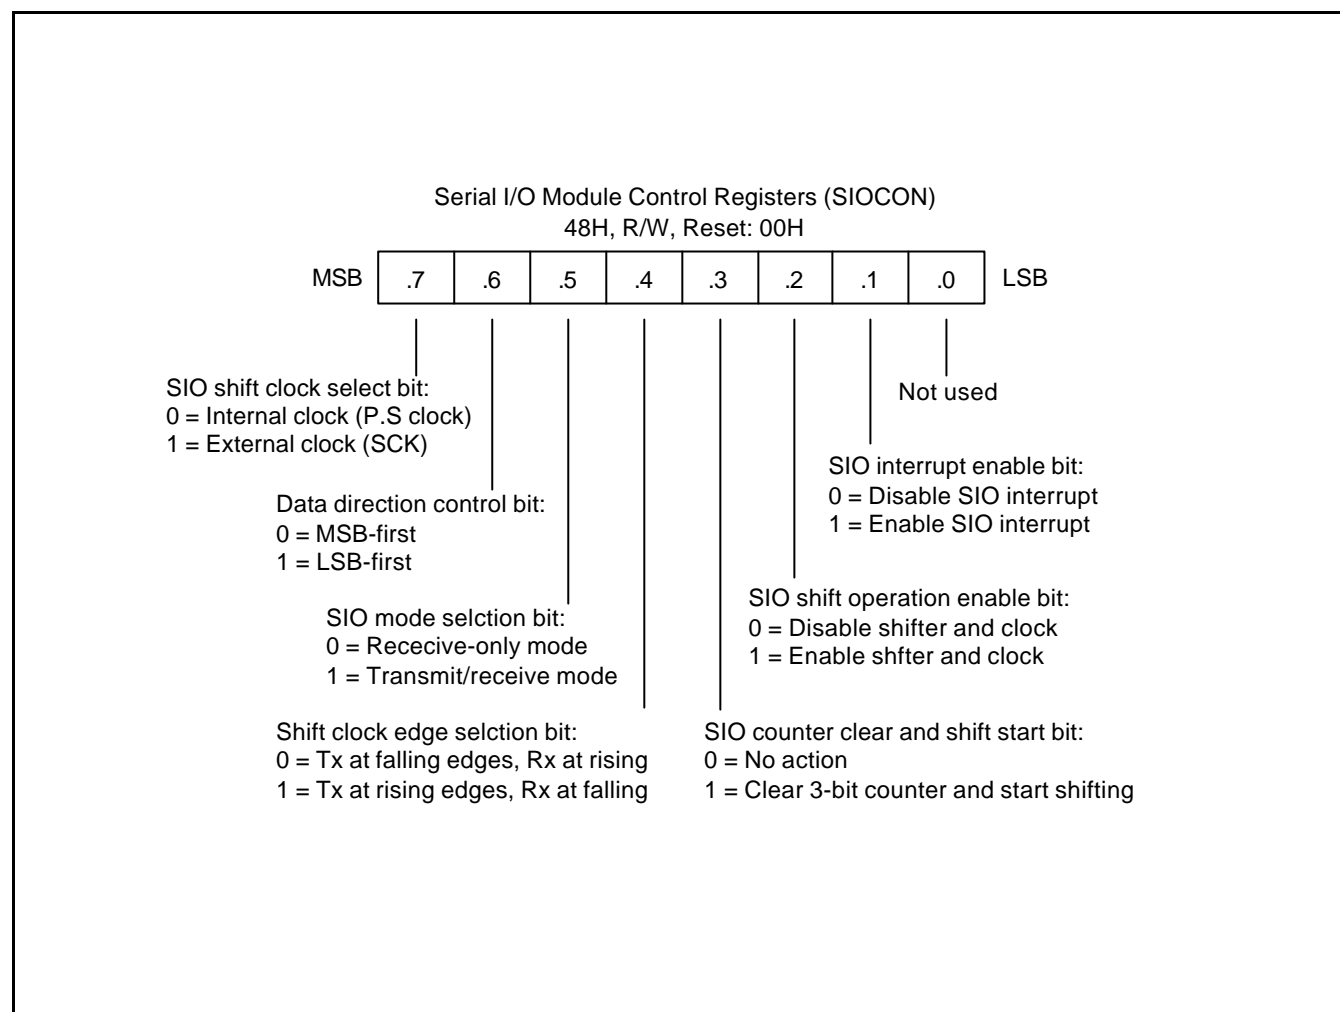 Serial I/O Module Control Registers (SIOCON)
48H, R/W, Reset: 00H
MSB .7 .6 .5 .4 .3 .2 .1 .0 LSB
SIO shift clock select bit:
0 = Internal clock (P.S clock)
1 = External clock (SCK)
Not used
SIO interrupt enable bit:
0 = Disable SIO interrupt
1 = Enable SIO interrupt
Data direction control bit:
0 = MSB-first
1 = LSB-first
SIO shift operation enable bit:
0 = Disable shifter and clock
1 = Enable shfter and clock
SIO mode selction bit:
0 = Rececive-only mode
1 = Transmit/receive mode
Shift clock edge selction bit:
0 = Tx at falling edges, Rx at rising
1 = Tx at rising edges, Rx at falling
SIO counter clear and shift start bit:
0 = No action
1 = Clear 3-bit counter and start shifting